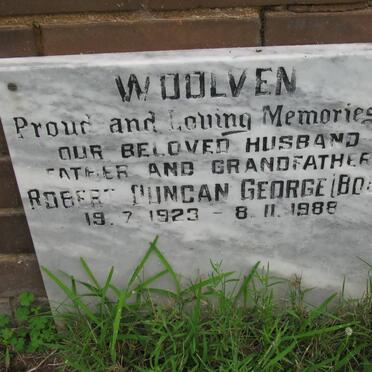 WOOLVEN
Proud and Loving Memories
OUR BELOVED HUSBAND
FATHER AND GRANDFATHER
ROBERT DUNCAN GEORGE (BO
19.7.1923 - 8.11.1988